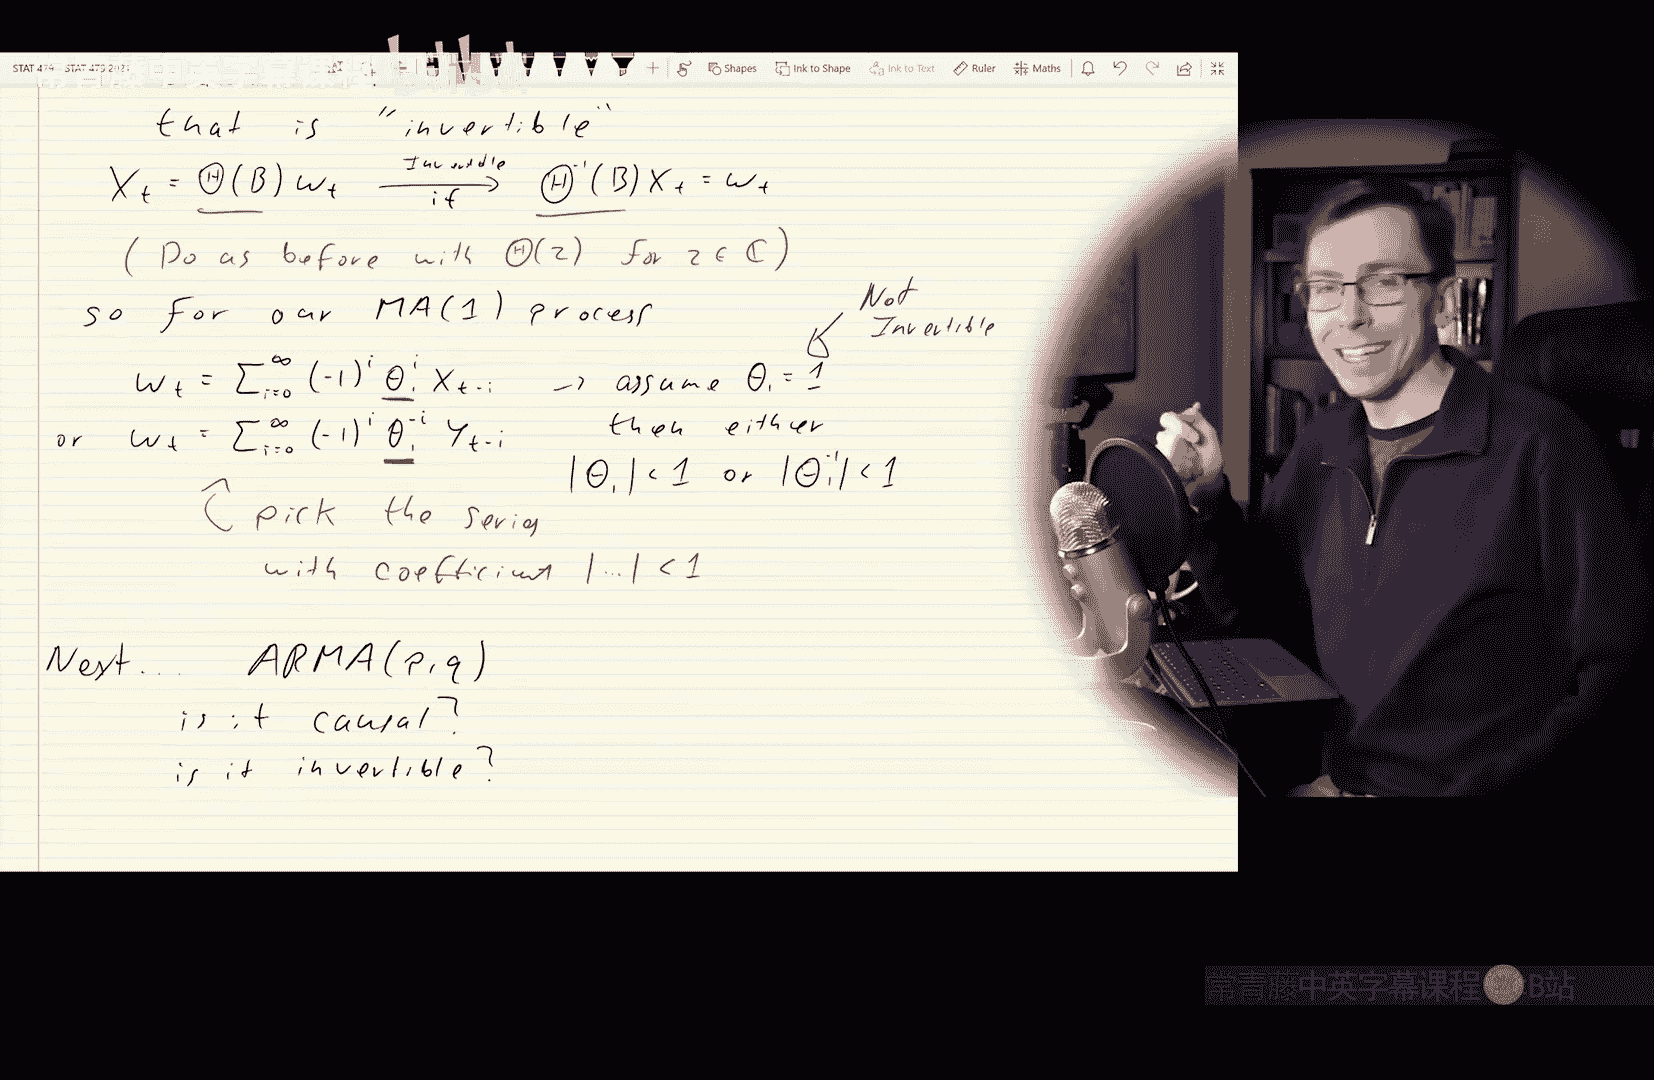 STAT 479 STAT 479 202
Shapes Ink to Shape Ink to Text Ruler Maths
that is "invertible"
Xₜ = Θ(B) wₜ Invertible if → Θ⁻¹(B) Xₜ = wₜ
(Do as before with Θ(z) for z ∈ ℂ)
so for our MA(1) process
Not Invertible
wₜ = Σᵢ₌₀^∞ (-1)ⁱ θ₁ⁱ Xₜ₋ᵢ → assume θ₁ = 1
or wₜ = Σᵢ₌₀^∞ (-1)ⁱ θ₁⁻ⁱ Yₜ₋ᵢ then either
|θ₁| < 1 or |θ₁⁻¹| < 1
pick the series
with coefficient |...| < 1
Next... ARMA(p,q)
is it causal?
is it invertible?
常青藤中英字幕课程 B站